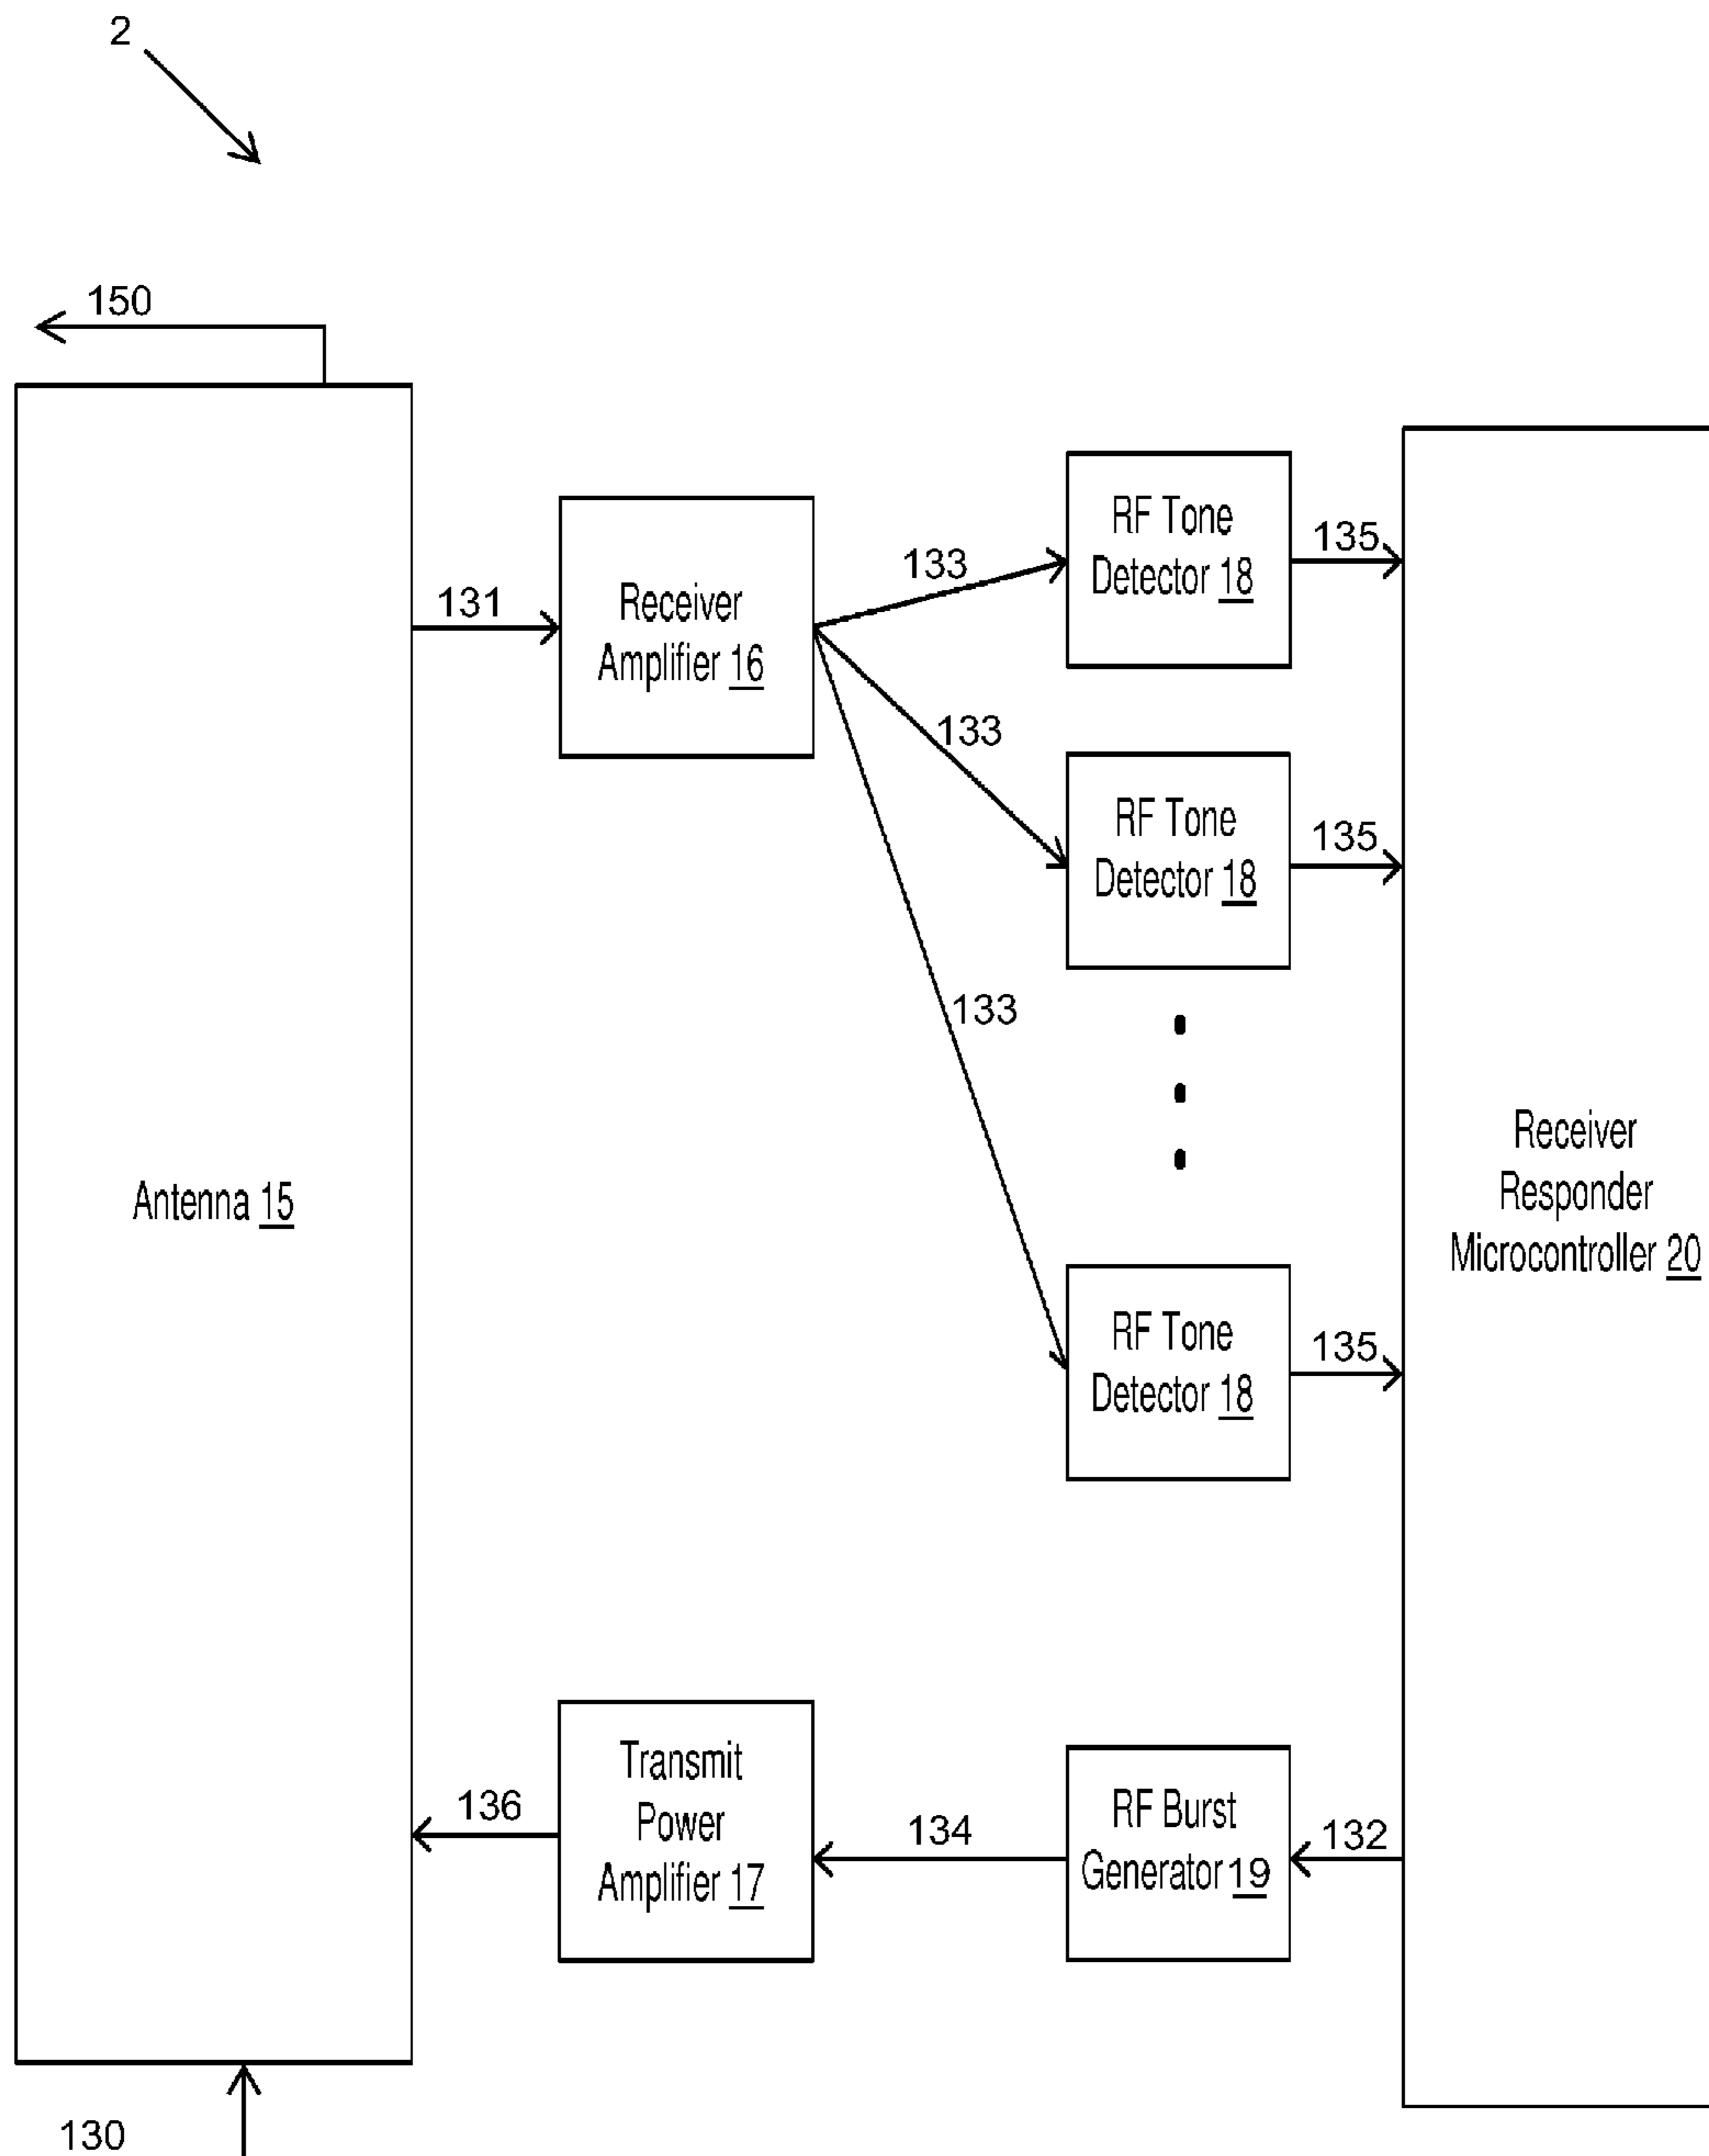 2
150
131
Receiver
Amplifier 16
133
133
133
RF Tone
Detector 18
135
RF Tone
Detector 18
135
RF Tone
Detector 18
135
Antenna 15
Receiver
Responder
Microcontroller 20
136
Transmit
Power
Amplifier 17
134
RF Burst
Generator 19
132
130